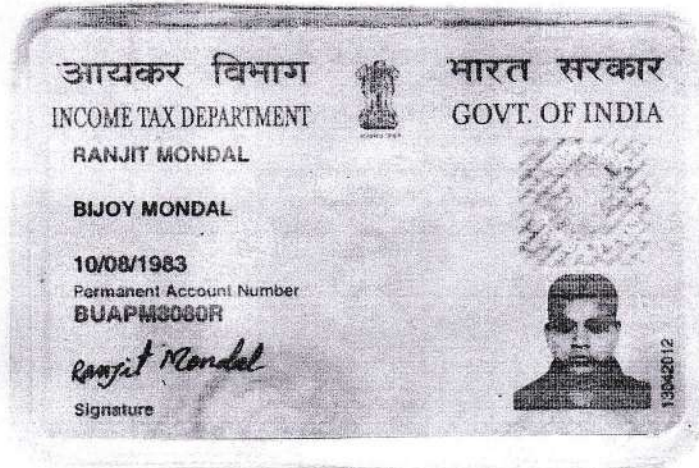 आयकर विभाग
INCOME TAX DEPARTMENT
भारत सरकार
GOVT. OF INDIA
RANJIT MONDAL
BIJOY MONDAL
10/08/1983
Permanent Account Number
Ranjit Mondal
Signature
13042012